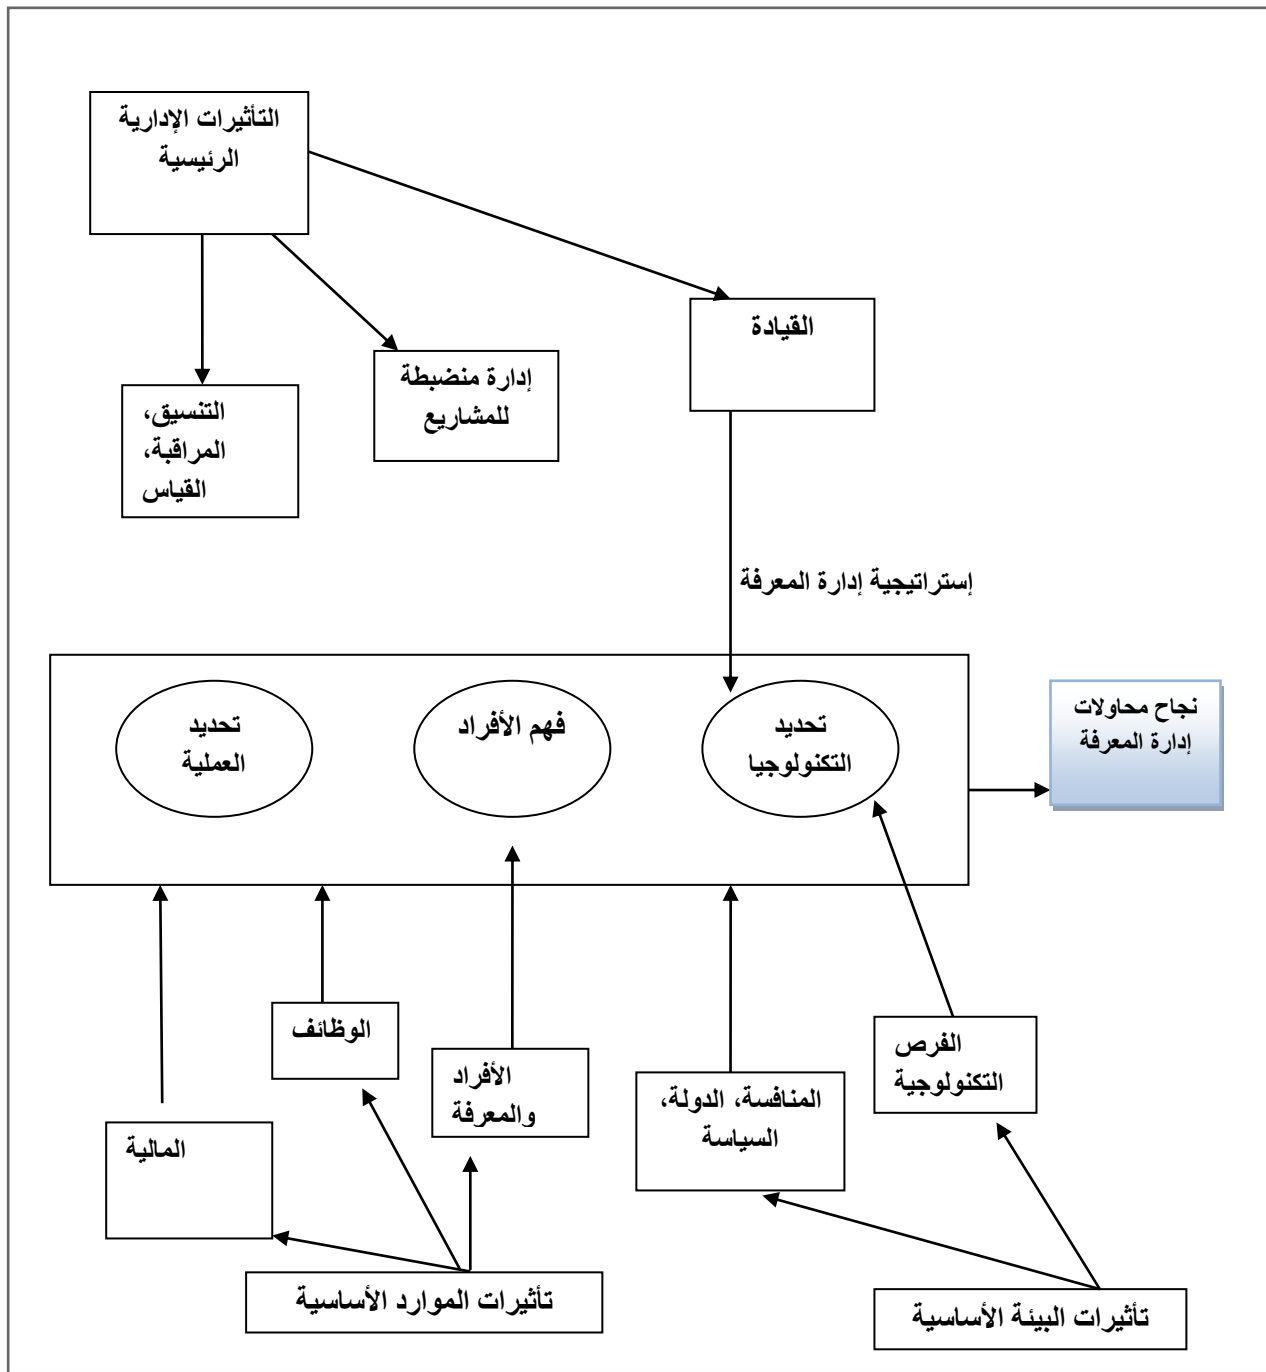 التأثيرات الإدارية
الرئيسية
القيادة
إدارة منضبطة
للمشاريع
التنسيق،
المراقبة،
القياس
إستراتيجية إدارة المعرفة
تحديد
التكنولوجيا
فهم الأفراد
تحديد
العملية
نجاح محاولات
إدارة المعرفة
الفرص
التكنولوجية
المنافسة، الدولة،
السياسة
الأفراد
والمعرفة
الوظائف
المالية
تأثيرات الموارد الأساسية
تأثيرات البيئة الأساسية